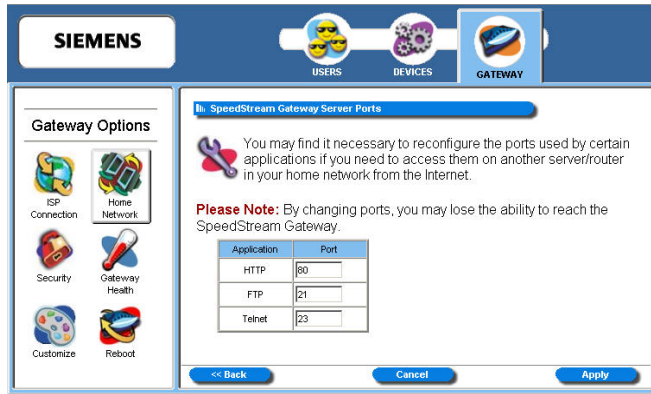 SIEMENS
USERS
DEVICES
GATEWAY
Gateway Options
ISP
Connection
Home
Network
Security
Gateway
Health
Customize
Reboot
SpeedStream Gateway Server Ports
You may find it necessary to reconfigure the ports used by certain
applications if you need to access them on another server/router
in your home network from the Internet.
Please Note: By changing ports, you may lose the ability to reach the
SpeedStream Gateway.
Application Port
HTTP 80
FTP 21
Telnet 23
<< Back Cancel Apply